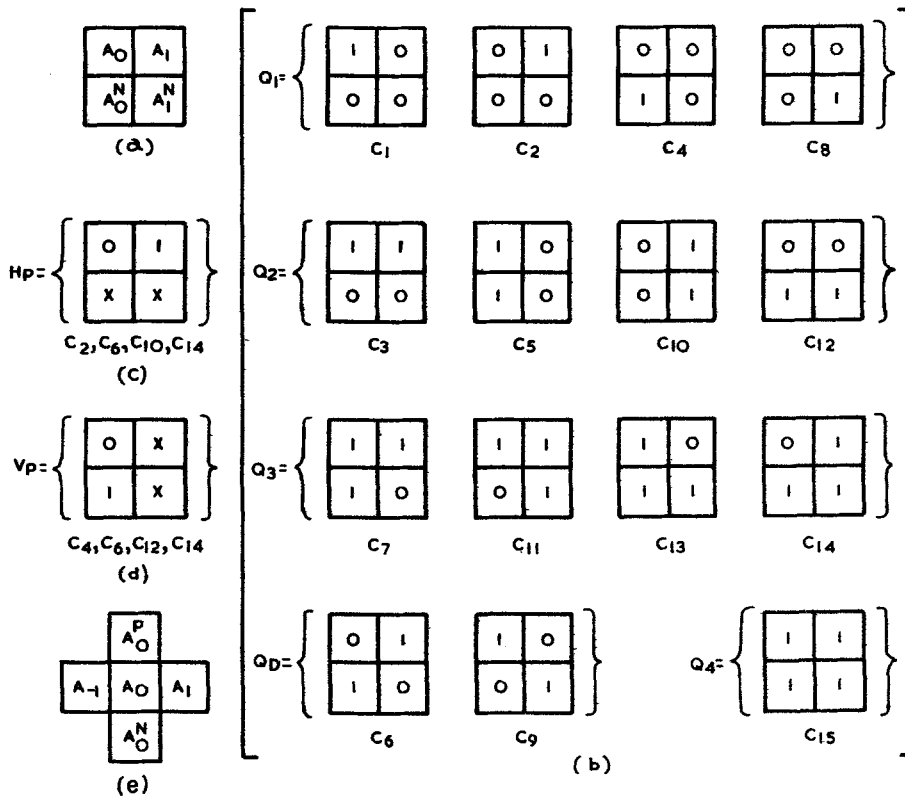 A0 A1
A0^N A1^N
(a)
Q1= { 1 0 0 1 0 0 0 0 }
0 0 0 0 1 0 0 1
C1 C2 C4 C8
Hp= { 0 1 }
X X
C2, C6, C10, C14
(c)
Q2= { 1 1 1 0 0 1 0 0 }
0 0 1 0 0 1 1 1
C3 C5 C10 C12
Vp= { 0 X }
1 X
C4, C6, C12, C14
(d)
Q3= { 1 1 1 1 1 0 0 1 }
1 0 0 1 1 1 1 1
C7 C11 C13 C14
A0^P
A-1 A0 A1
A0^N
(e)
QD= { 0 1 1 0 }
1 0 0 1
C6 C9
Q4= { 1 1 }
1 1
C15
(b)